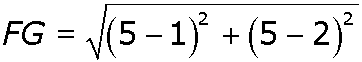 FG = √((5 − 1)² + (5 − 2)²)